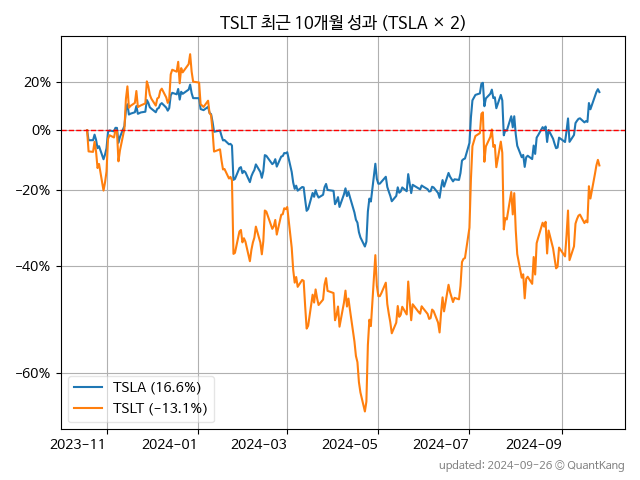 TSLT 최근 10개월 성과 (TSLA × 2)
20%
0%
−20%
−40%
−60%
TSLA (16.6%)
TSLT (−13.1%)
2023−11
2024−01
2024−03
2024−05
2024−07
2024−09
updated: 2024−09−26 © QuantKang